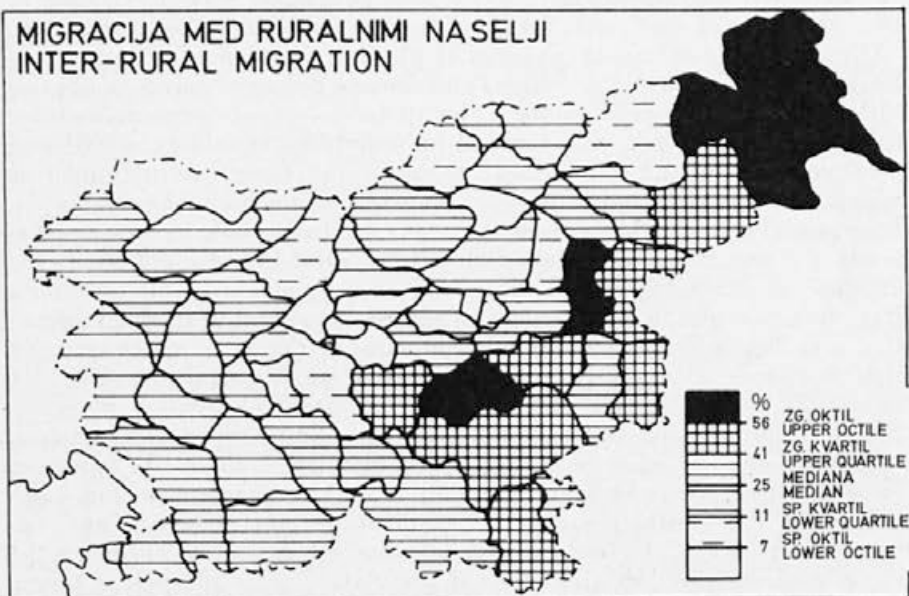 MIGRACIJA MED RURALNIMI NASELJI
INTER-RURAL MIGRATION
%
56
ZG. OKTIL
UPPER OCTILE
41
ZG. KVARTIL
UPPER QUARTILE
25
MEDIANA
MEDIAN
11
SP. KVARTIL
LOWER QUARTILE
7
SP. OKTIL
LOWER OCTILE